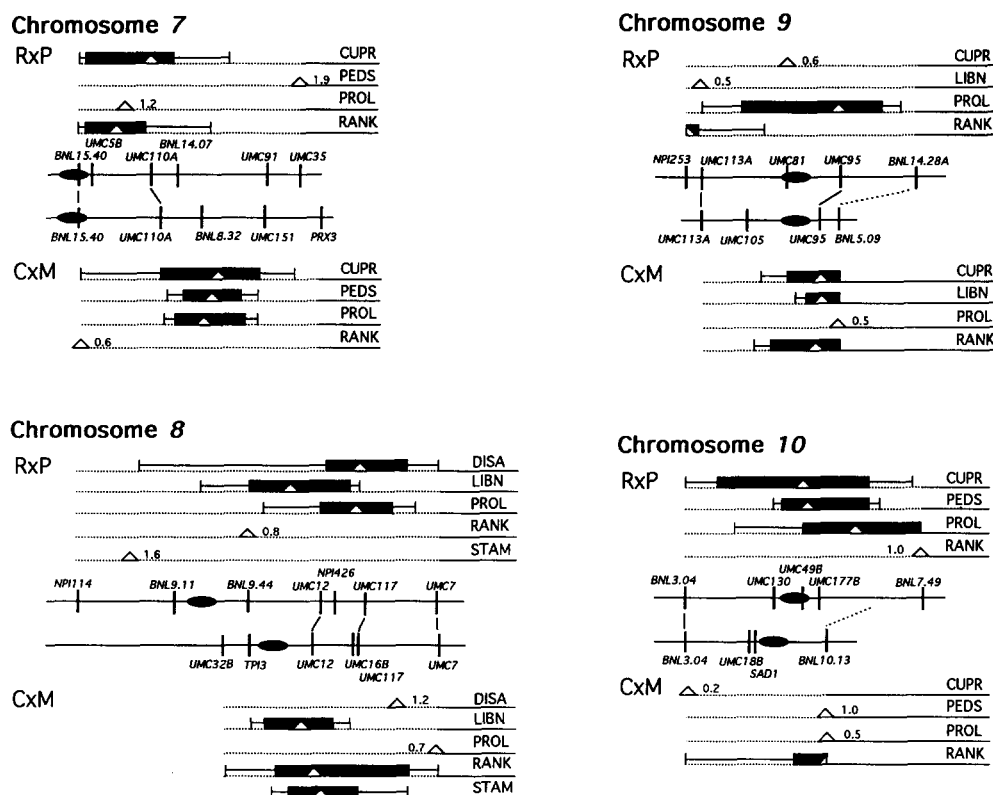 Chromosome 7
RxP
CUPR
1.9 PEDS
1.2 PROL
RANK
UMC5B BNL14.07
BNL15.40 UMC110A UMC91 UMC35
BNL15.40 UMC110A BNL8.32 UMC151 PRX3
CxM
CUPR
PEDS
PROL
0.6 RANK
Chromosome 9
RxP
0.6 CUPR
0.5 LIBN
PROL
RANK
NPI253 UMC113A UMC81 UMC95 BNL14.28A
UMC113A UMC105 UMC95 BNL5.09
CxM
CUPR
LIBN
0.5 PROL
RANK
Chromosome 8
RxP
DISA
LIBN
PROL
0.8 RANK
1.6 STAM
NPI426
NPI114 BNL9.11 BNL9.44 UMC12 UMC117 UMC7
UMC32B TPI3 UMC12 UMC16B UMC7
UMC117
CxM
1.2 DISA
LIBN
0.7 PROL
RANK
STAM
Chromosome 10
RxP
CUPR
PEDS
PROL
1.0 RANK
UMC49B
BNL3.04 UMC130 UMC177B BNL7.49
BNL3.04 UMC18B BNL10.13
SAD1
CxM
0.2 CUPR
1.0 PEDS
0.5 PROL
RANK